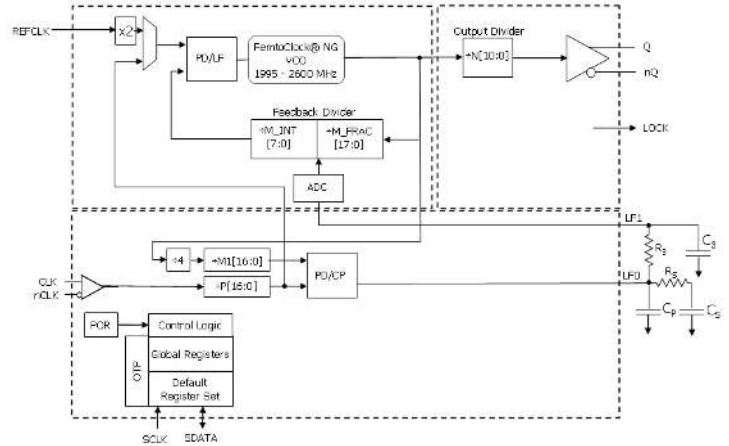 REFCLK
x2
PD/LF
FemtoClock® NG
VCO
1995 - 2600 MHz
Output Divider
÷N[10:0]
Q
nQ
Feedback Divider
÷M_INT
[7:0]
÷M_FRAC
[17:0]
LOCK
ADC
LF1
÷4
÷M1[16:0]
PD/CP
R3
C3
CLK
nCLK
÷P[16:0]
LF0
RS
CP
CS
POR
Control Logic
OTP
Global Registers
Default
Register Set
SCLK
SDATA